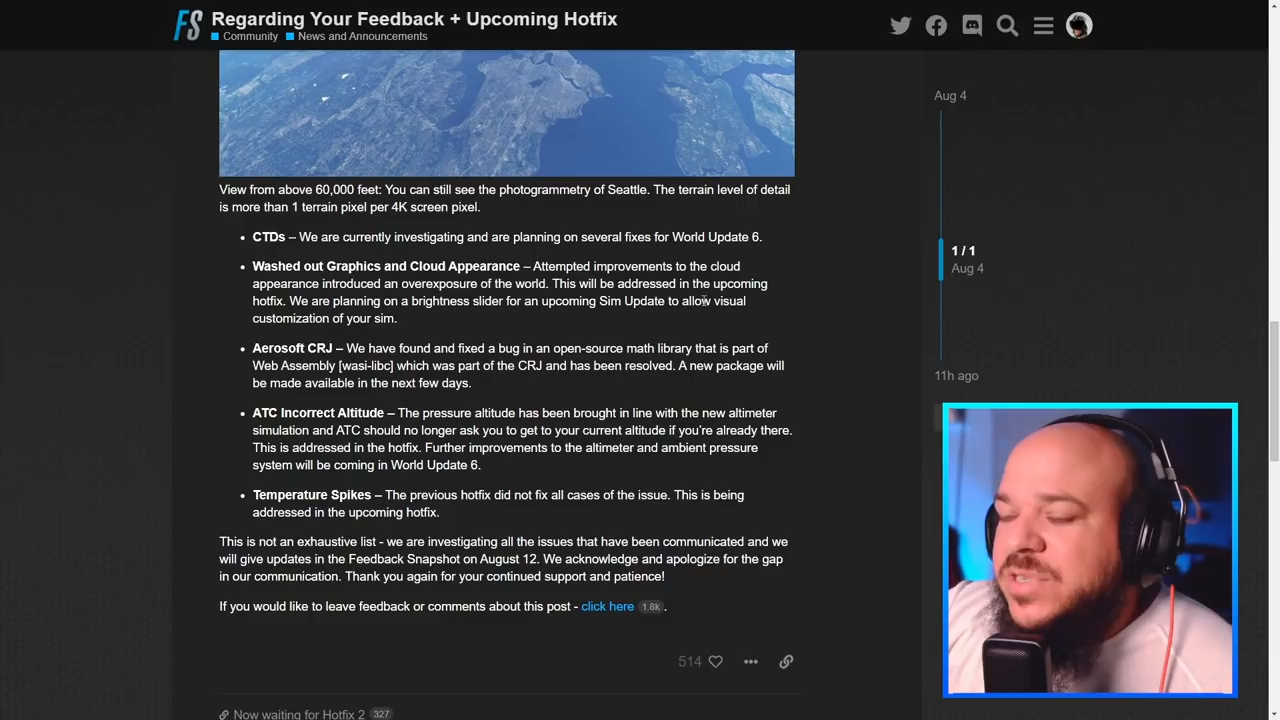 FS
Regarding Your Feedback + Upcoming Hotfix
Community News and Announcements
Aug 4
View from above 60,000 feet: You can still see the photogrammetry of Seattle. The terrain level of detail
is more than 1 terrain pixel per 4K screen pixel.
• CTDs – We are currently investigating and are planning on several fixes for World Update 6.
• Washed out Graphics and Cloud Appearance – Attempted improvements to the cloud
appearance introduced an overexposure of the world. This will be addressed in the upcoming
hotfix. We are planning on a brightness slider for an upcoming Sim Update to allow visual
customization of your sim.
• Aerosoft CRJ – We have found and fixed a bug in an open-source math library that is part of
Web Assembly [wasi-libc] which was part of the CRJ and has been resolved. A new package will
be made available in the next few days.
• ATC Incorrect Altitude – The pressure altitude has been brought in line with the new altimeter
simulation and ATC should no longer ask you to get to your current altitude if you're already there.
This is addressed in the hotfix. Further improvements to the altimeter and ambient pressure
system will be coming in World Update 6.
• Temperature Spikes – The previous hotfix did not fix all cases of the issue. This is being
addressed in the upcoming hotfix.
This is not an exhaustive list - we are investigating all the issues that have been communicated and we
will give updates in the Feedback Snapshot on August 12. We acknowledge and apologize for the gap
in our communication. Thank you again for your continued support and patience!
If you would like to leave feedback or comments about this post - click here 1.8k .
514
Now waiting for Hotfix 2 327
1 / 1
Aug 4
11h ago